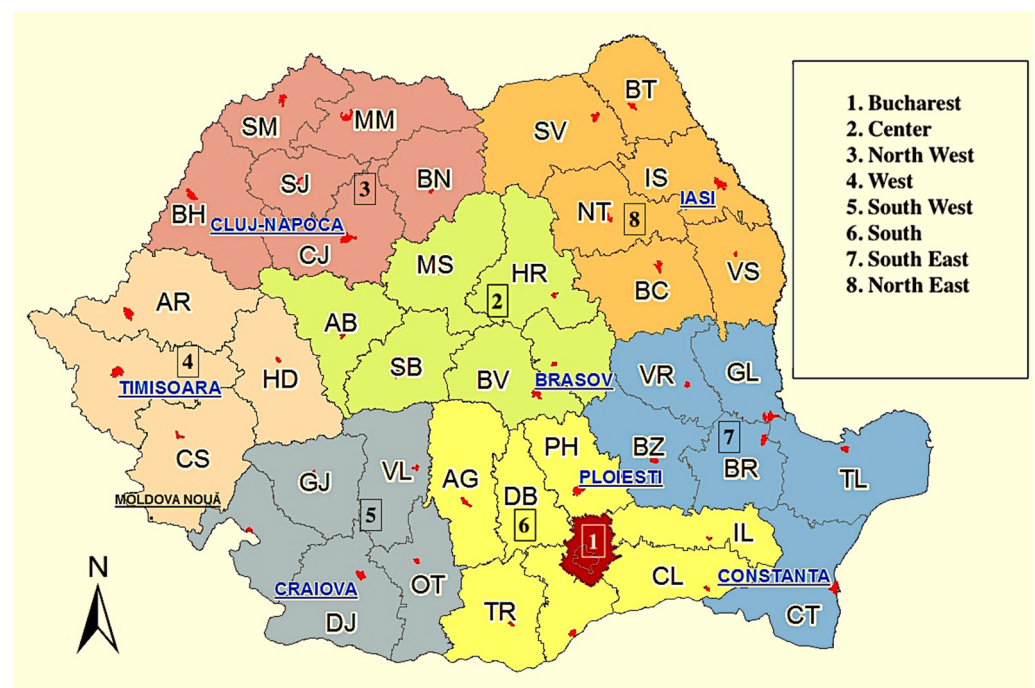 BT
SM
MM
SV
SJ
3
BN
IS
BH
CLUJ-NAPOCA
NT
8
IASI
CJ
MS
HR
BC
VS
AR
2
AB
4
TIMISOARA
HD
SB
BV
BRASOV
VR
GL
CS
PH
BZ
7
GJ
VL
AG
DB
PLOIESTI
BR
TL
MOLDOVA NOUĂ
5
6
1
IL
N
CRAIOVA
OT
CL
CONSTANTA
DJ
TR
CT
1. Bucharest
2. Center
3. North West
4. West
5. South West
6. South
7. South East
8. North East